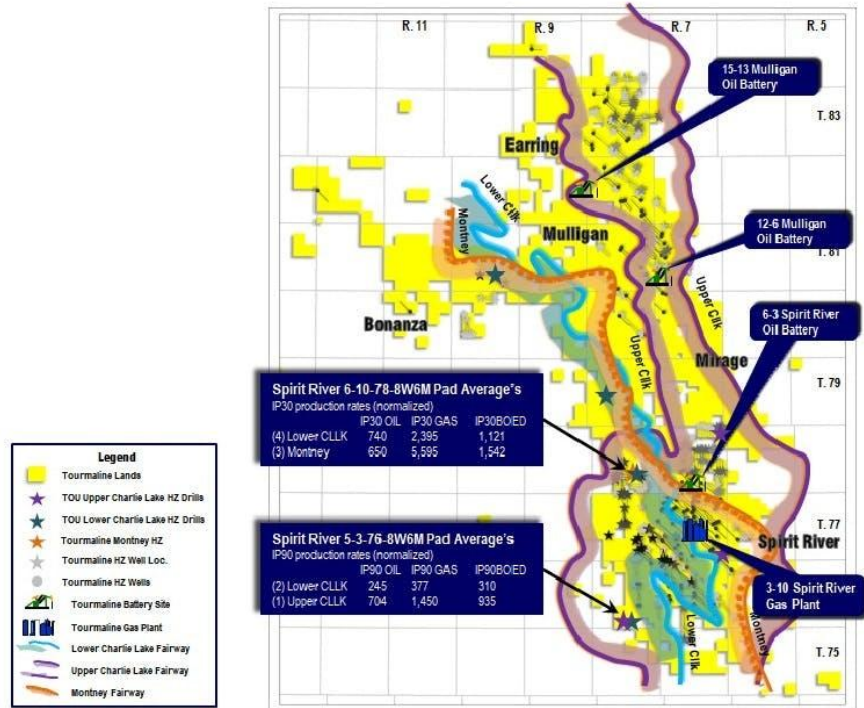 R. 11
R. 9
R. 7
R. 5
15-13 Mulligan
Oil Battery
T. 83
Earring
Lower Cllk
Montney
Mulligan
12-6 Mulligan
Oil Battery
T. 81
Bonanza
Upper Cllk
Upper Cllk
6-3 Spirit River
Oil Battery
Mirage
T. 79
Spirit River 6-10-78-8W6M Pad Average's
IP30 production rates (normalized)
IP30 OIL IP30 GAS IP30BOED
(4) Lower CLLK 740 2,395 1,121
(3) Montney 650 5,595 1,542
T. 77
Spirit River
Spirit River 5-3-76-8W6M Pad Average's
IP90 production rates (normalized)
IP90 OIL IP90 GAS IP90BOED
(2) Lower CLLK 245 377 310
(1) Upper CLLK 704 1,450 935
3-10 Spirit River
Gas Plant
Lower Cllk
Montney
T. 75
Legend
Tourmaline Lands
TOU Upper Charlie Lake HZ Drills
TOU Lower Charlie Lake HZ Drills
Tourmaline Montney HZ
Tourmaline HZ Well Loc.
Tourmaline HZ Wells
Tourmaline Battery Site
Tourmaline Gas Plant
Lower Charlie Lake Fairway
Upper Charlie Lake Fairway
Montney Fairway